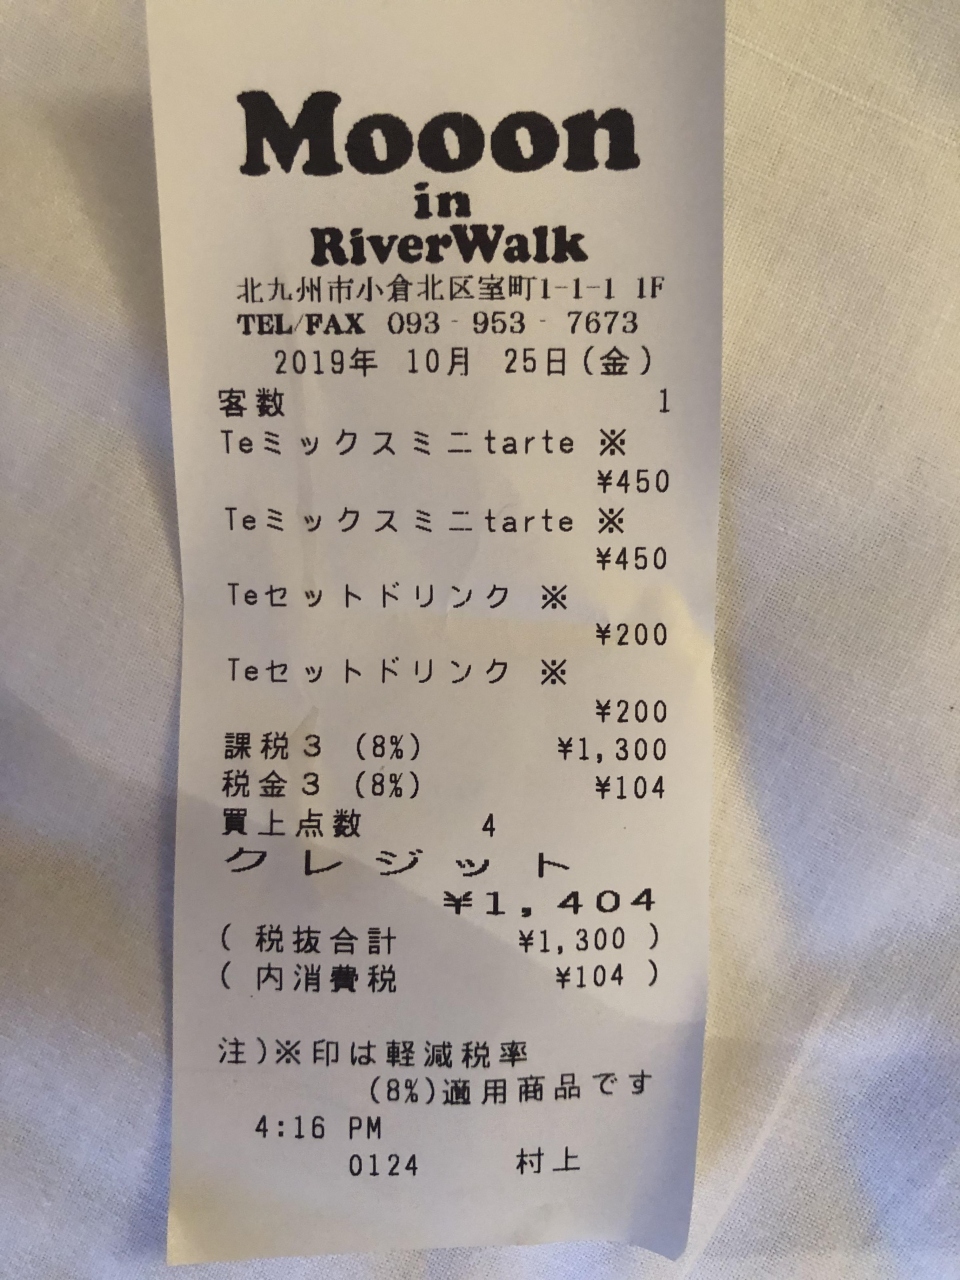 Mooon
in
RiverWalk
北九州市小倉北区室町1-1-1 1F
TEL/FAX 093-953-7673
2019年 10月 25日(金)
客数 1
Teミックスミニtarte ※
¥450
Teミックスミニtarte ※
¥450
Teセットドリンク ※
¥200
Teセットドリンク ※
¥200
課税3 (8%) ¥1,300
税金3 (8%) ¥104
買上点数 4
クレジット
¥1,404
( 税抜合計 ¥1,300 )
( 内消費税 ¥104 )
注)※印は軽減税率
(8%)適用商品です
4:16 PM
0124 村上